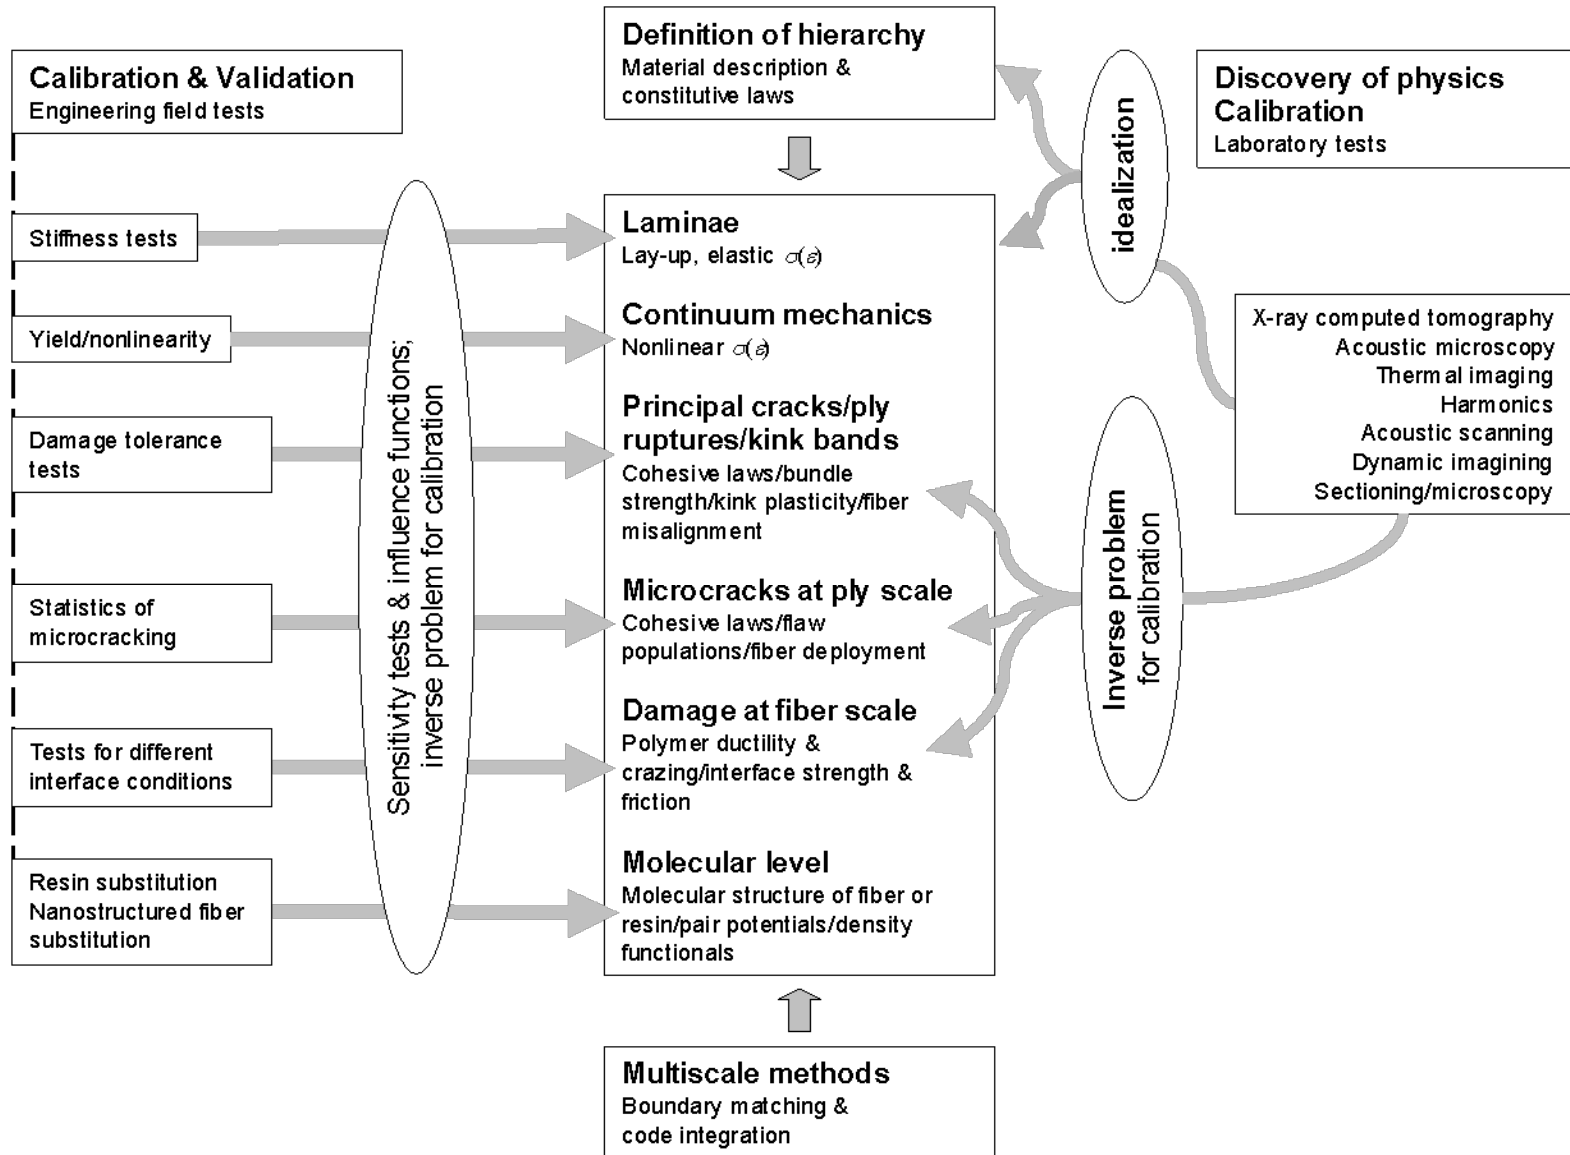 Definition of hierarchy
Material description &
constitutive laws
Calibration & Validation
Engineering field tests
Discovery of physics
Calibration
Laboratory tests
idealization
Stiffness tests
Yield/nonlinearity
Damage tolerance
tests
Statistics of
microcracking
Tests for different
interface conditions
Resin substitution
Nanostructured fiber
substitution
Sensitivity tests & influence functions;
inverse problem for calibration
Laminae
Lay-up, elastic σ(ε)
Continuum mechanics
Nonlinear σ(ε)
Principal cracks/ply
ruptures/kink bands
Cohesive laws/bundle
strength/kink plasticity/fiber
misalignment
Microcracks at ply scale
Cohesive laws/flaw
populations/fiber deployment
Damage at fiber scale
Polymer ductility &
crazing/interface strength &
friction
Molecular level
Molecular structure of fiber or
resin/pair potentials/density
functionals
X-ray computed tomography
Acoustic microscopy
Thermal imaging
Harmonics
Acoustic scanning
Dynamic imagining
Sectioning/microscopy
Inverse problem
for calibration
Multiscale methods
Boundary matching &
code integration